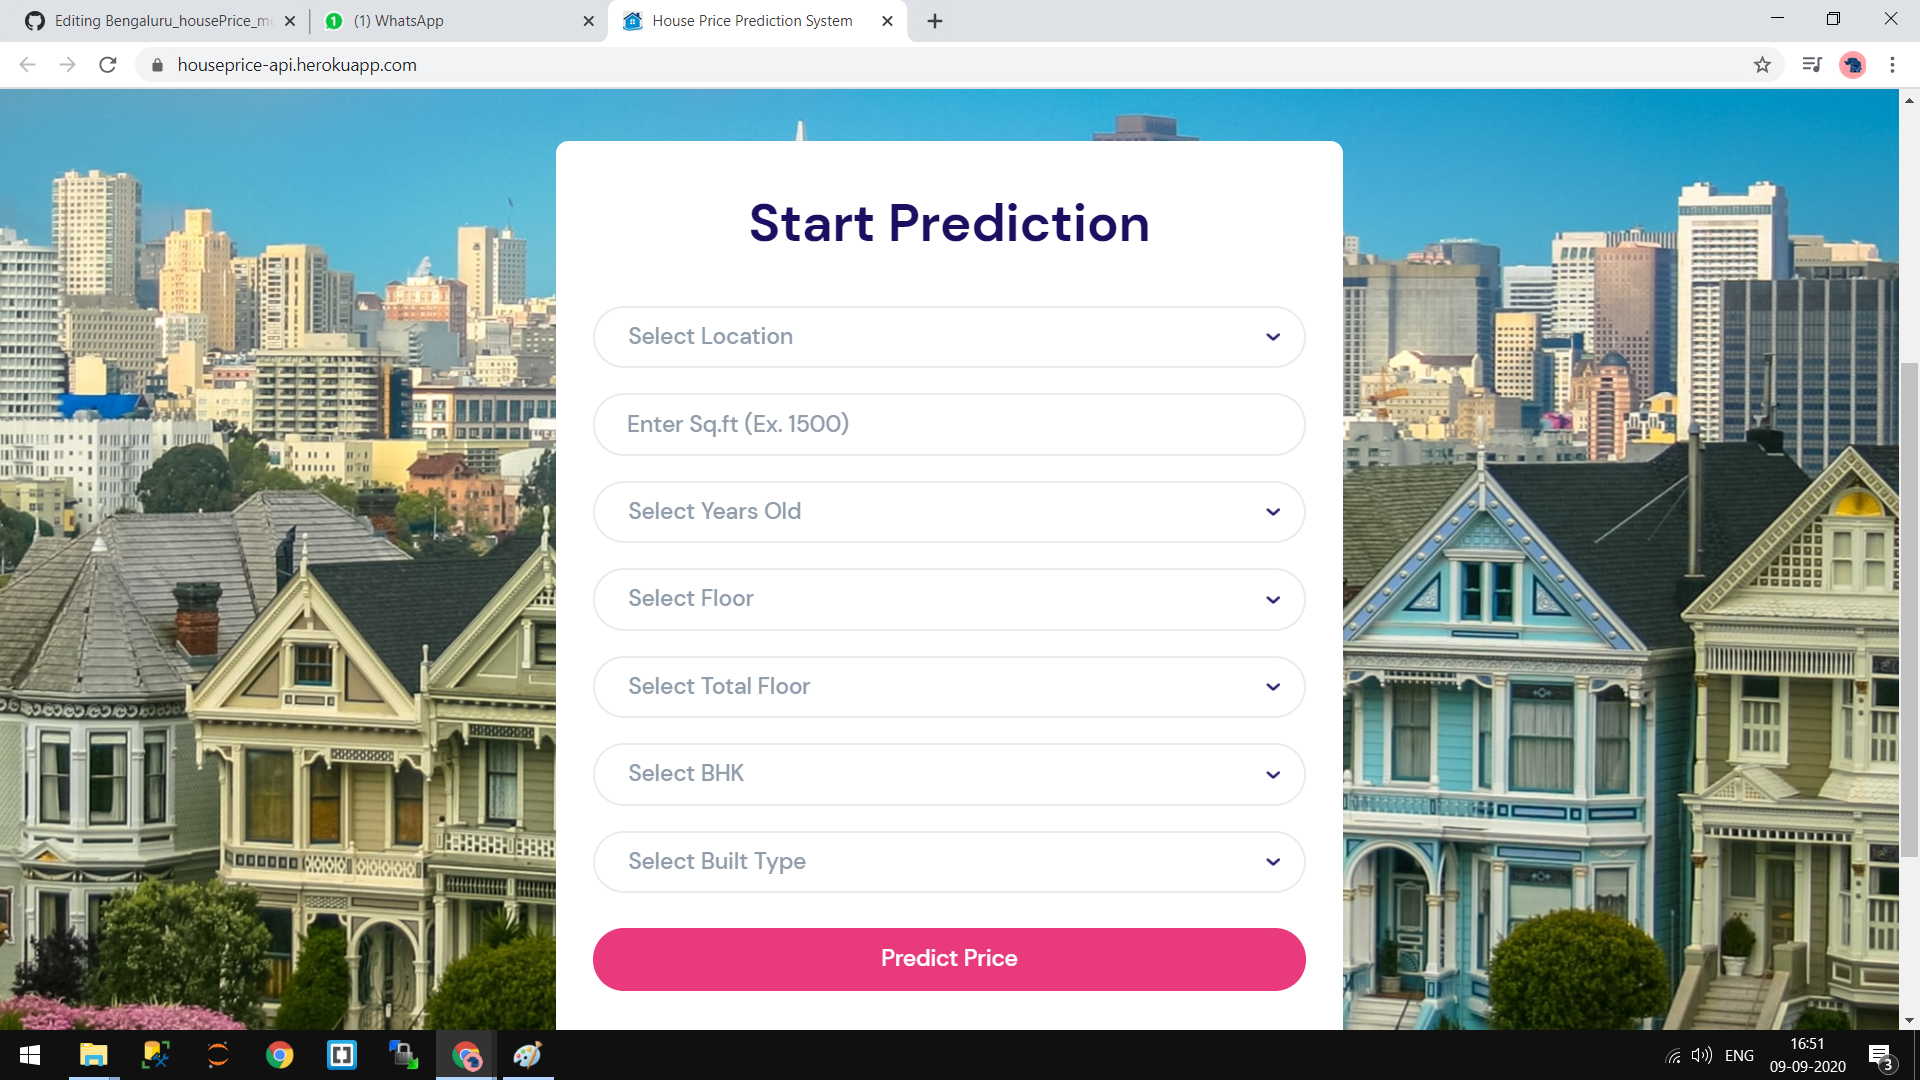 Editing Bengaluru_housePrice_m
1
(1) WhatsApp
House Price Prediction System
houseprice-api.herokuapp.com
Start Prediction
Select Location
Enter Sq.ft (Ex. 1500)
Select Years Old
Select Floor
Select Total Floor
Select BHK
Select Built Type
Predict Price
ENG
16:51
09-09-2020
3